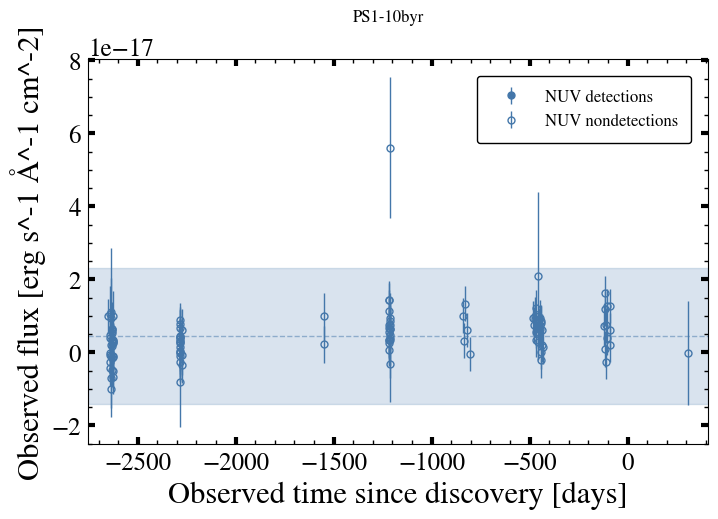 PS1-10byr
1e−17
8
6
4
2
0
−2
Observed flux [erg s^-1 Å^-1 cm^-2]
NUV detections
NUV nondetections
−2500 −2000 −1500 −1000 −500 0
Observed time since discovery [days]